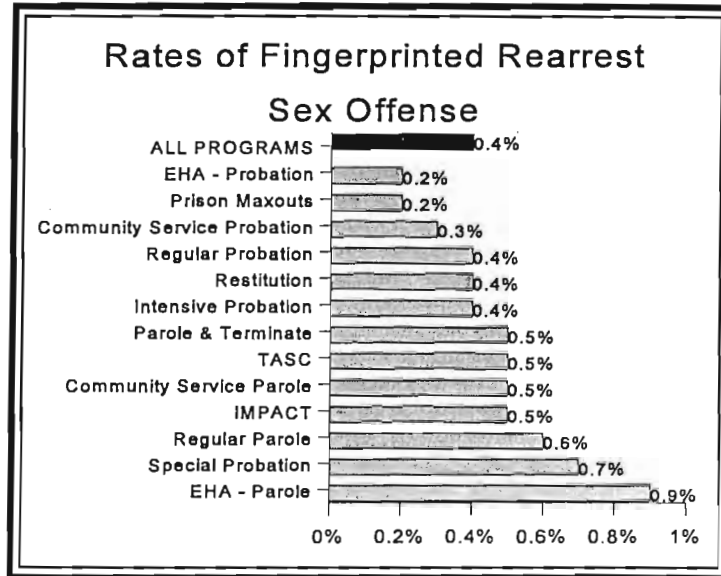 Rates of Fingerprinted Rearrest
Sex Offense
ALL PROGRAMS 0.4%
EHA - Probation 0.2%
Prison Maxouts 0.2%
Community Service Probation 0.3%
Regular Probation 0.4%
Restitution 0.4%
Intensive Probation 0.4%
Parole & Terminate 0.5%
TASC 0.5%
Community Service Parole 0.5%
IMPACT 0.5%
Regular Parole 0.6%
Special Probation 0.7%
EHA - Parole 0.9%
0% 0.2% 0.4% 0.6% 0.8% 1%